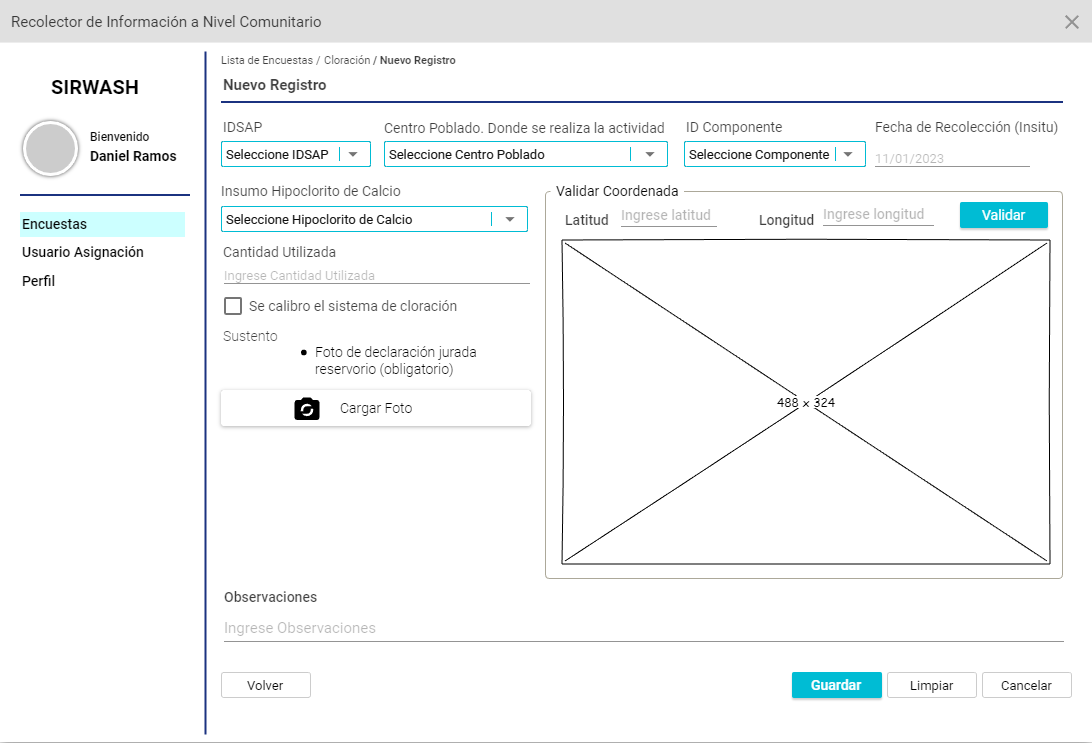 Recolector de Información a Nivel Comunitario
SIRWASH
Bienvenido
Daniel Ramos
Encuestas
Usuario Asignación
Perfil
Lista de Encuestas / Cloración / Nuevo Registro
Nuevo Registro
IDSAP
Seleccione IDSAP
Centro Poblado. Donde se realiza la actividad
Seleccione Centro Poblado
ID Componente
Seleccione Componente
Fecha de Recolección (Insitu)
11/01/2023
Insumo Hipoclorito de Calcio
Seleccione Hipoclorito de Calcio
Cantidad Utilizada
Ingrese Cantidad Utilizada
Se calibro el sistema de cloración
Sustento
• Foto de declaración jurada
reservorio (obligatorio)
Cargar Foto
Validar Coordenada
Latitud Ingrese latitud Longitud Ingrese longitud Validar
488 x 324
Observaciones
Ingrese Observaciones
Volver Guardar Limpiar Cancelar